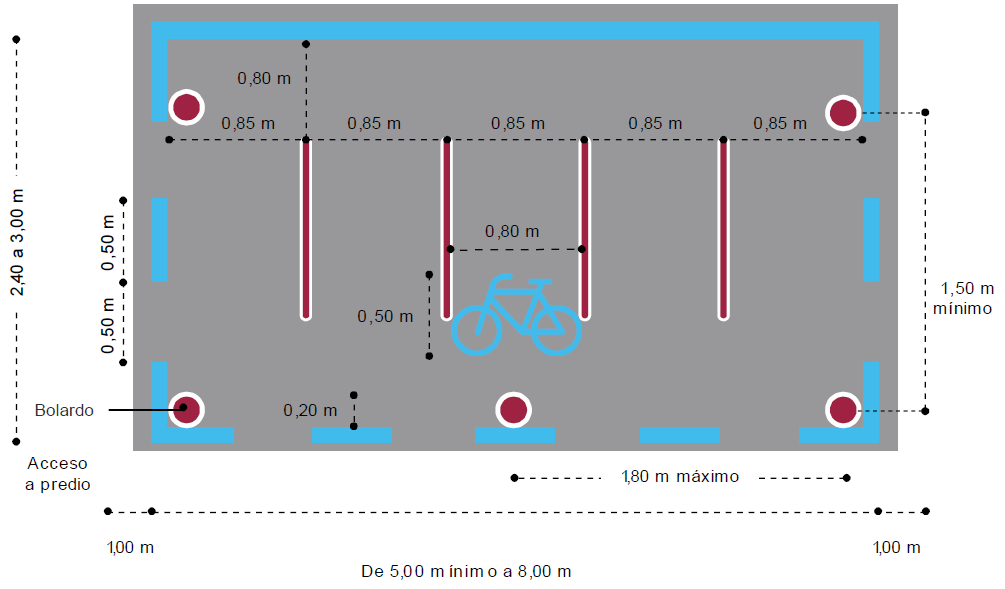 0,80 m
0,85 m 0,85 m 0,85 m 0,85 m 0,85 m
2,40 a 3,00 m
0,50 m
0,80 m
0,50 m
0,50 m
1,50 m
mínimo
Bolardo
0,20 m
Acceso
a predio
1,80 m máximo
1,00 m
1,00 m
De 5,00 mínimo a 8,00 m